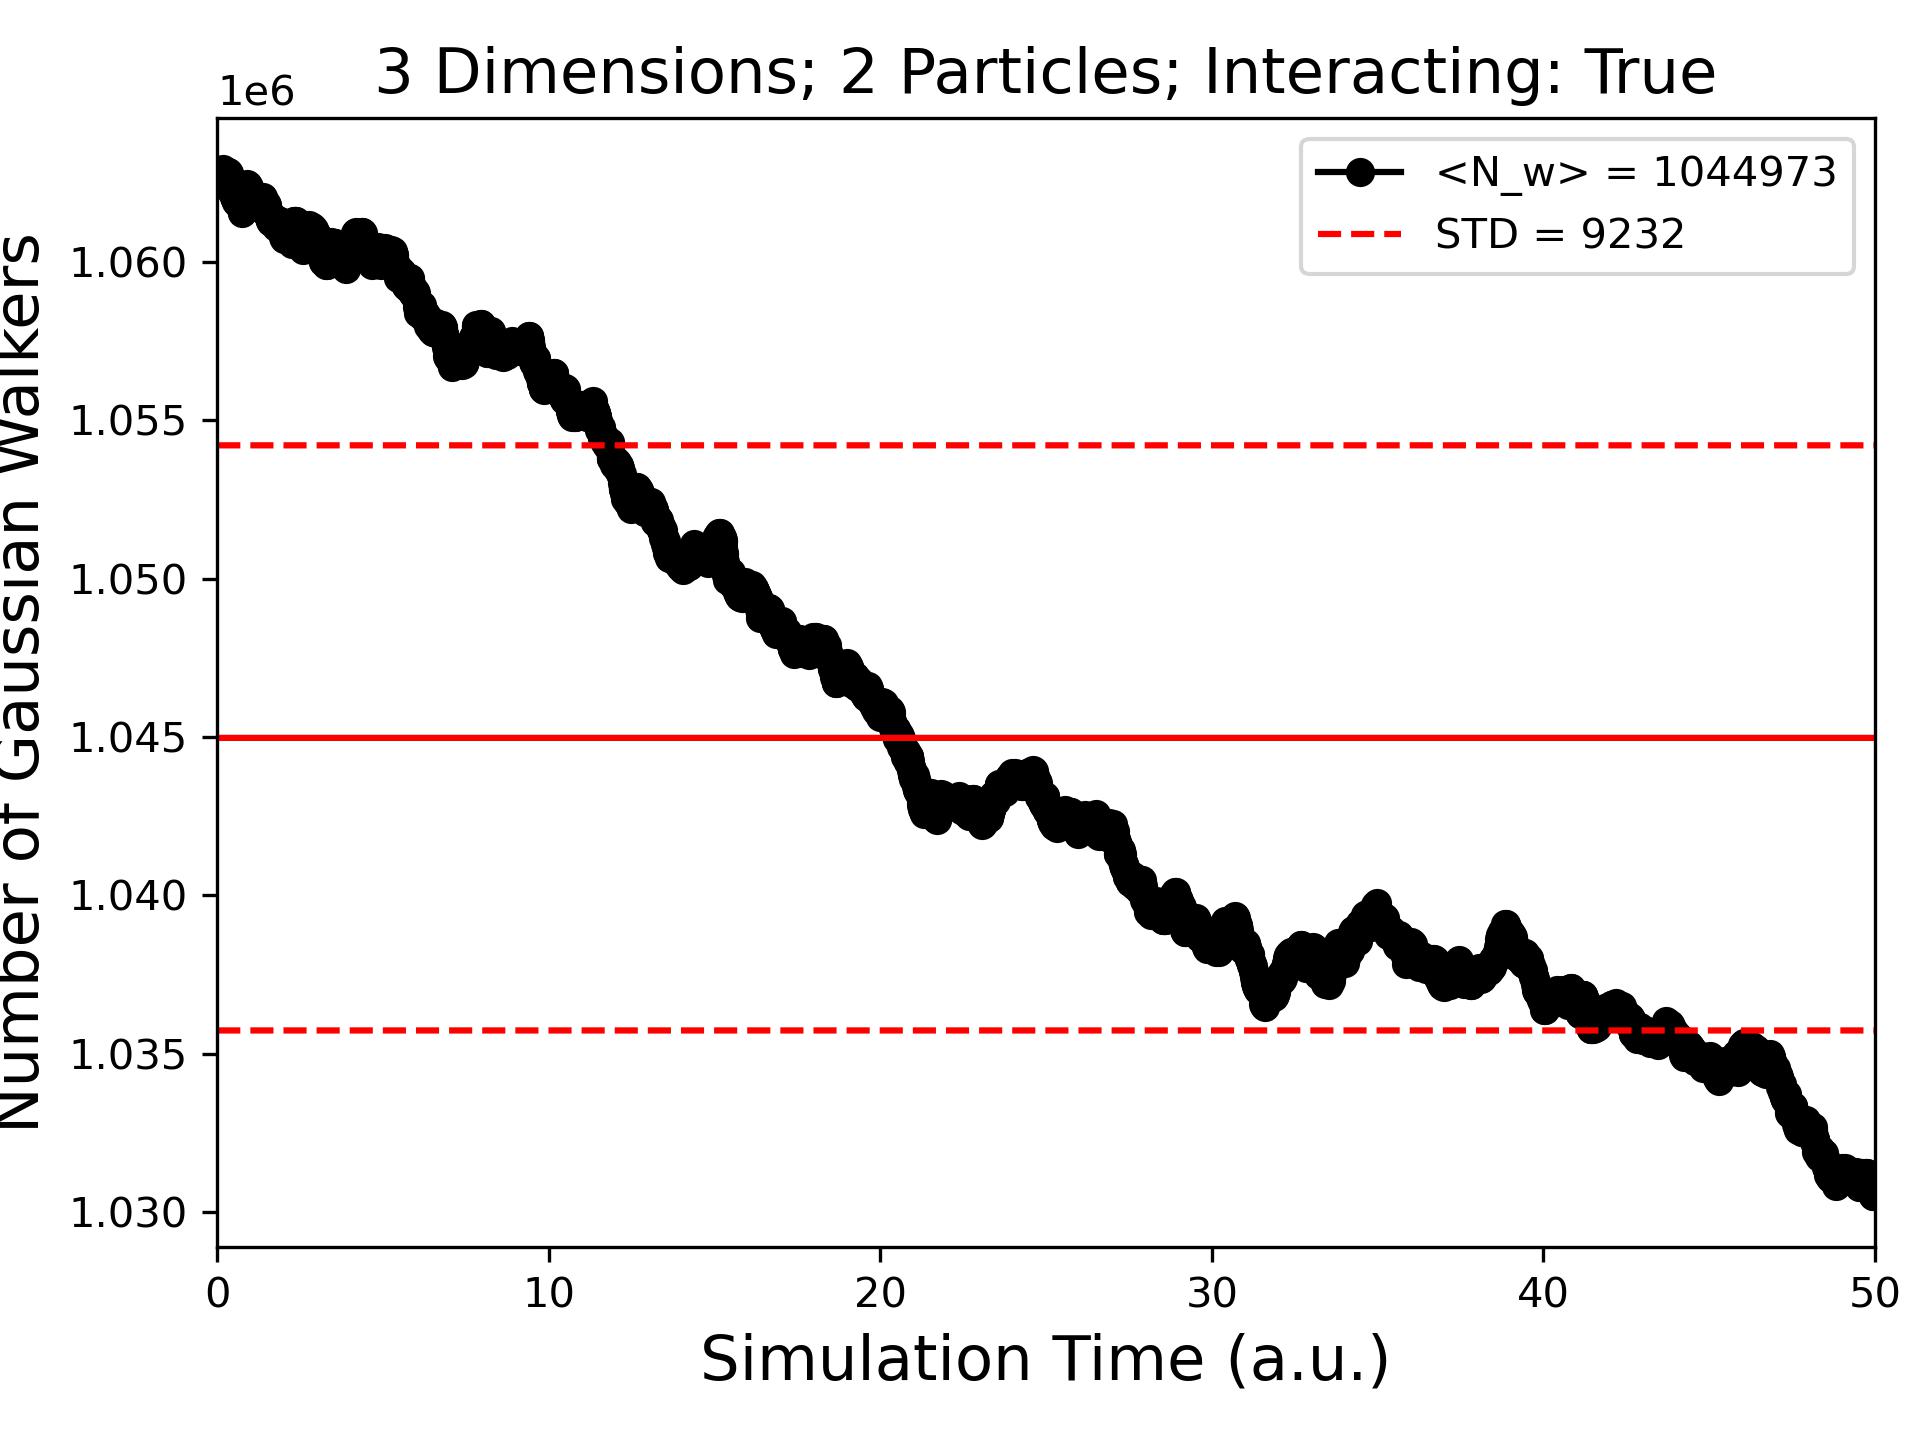 3 Dimensions; 2 Particles; Interacting: True
1e6
<N_w> = 1044973
STD = 9232
Number of Gaussian Walkers
1.060
1.055
1.050
1.045
1.040
1.035
1.030
0 10 20 30 40 50
Simulation Time (a.u.)